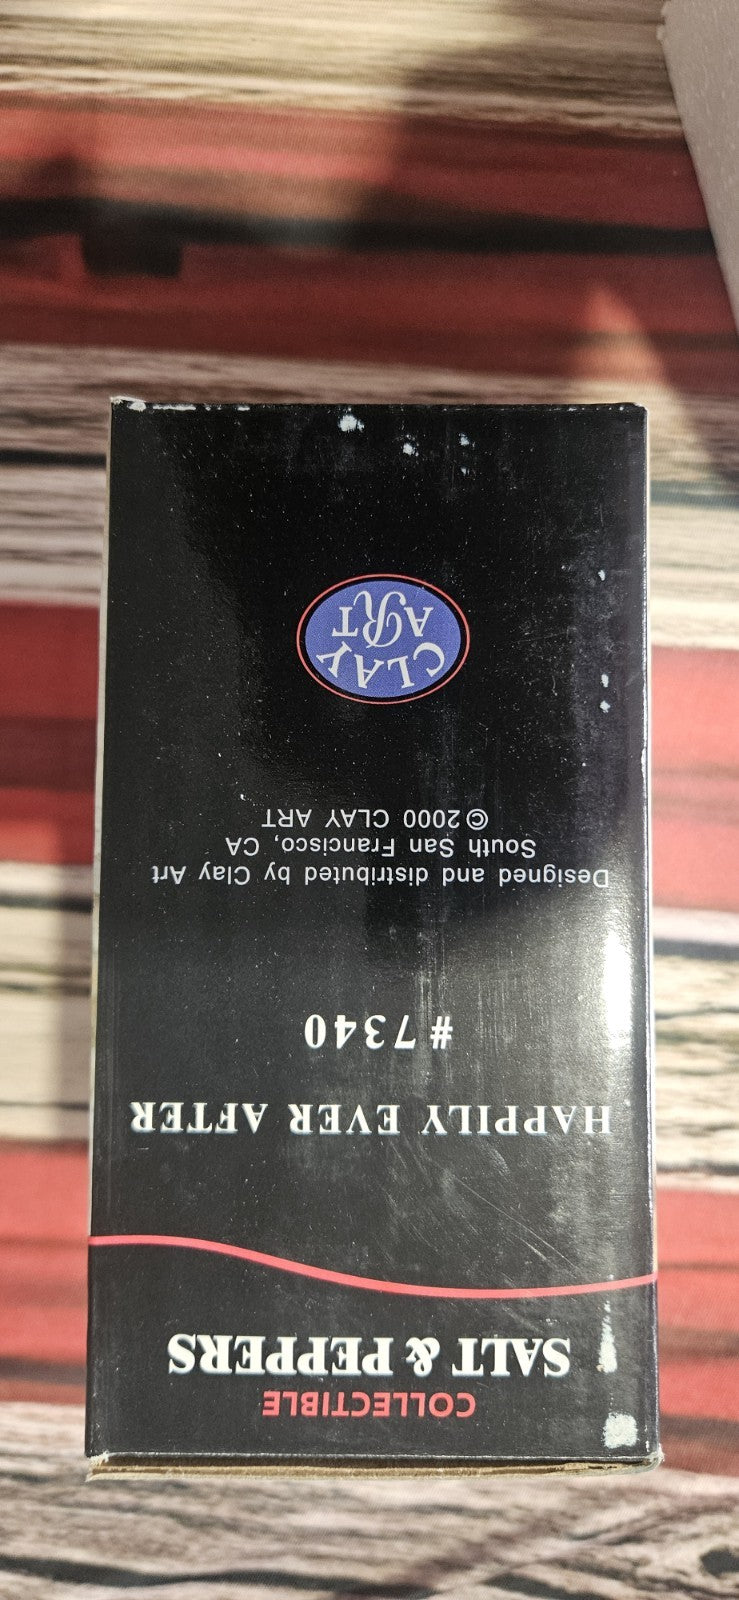 COLLECTIBLE
SALT & PEPPERS
HAPPILY EVER AFTER
#7340
Designed and distributed by Clay Art
South San Francisco, CA
©2000 CLAY ART
CLAY
ART